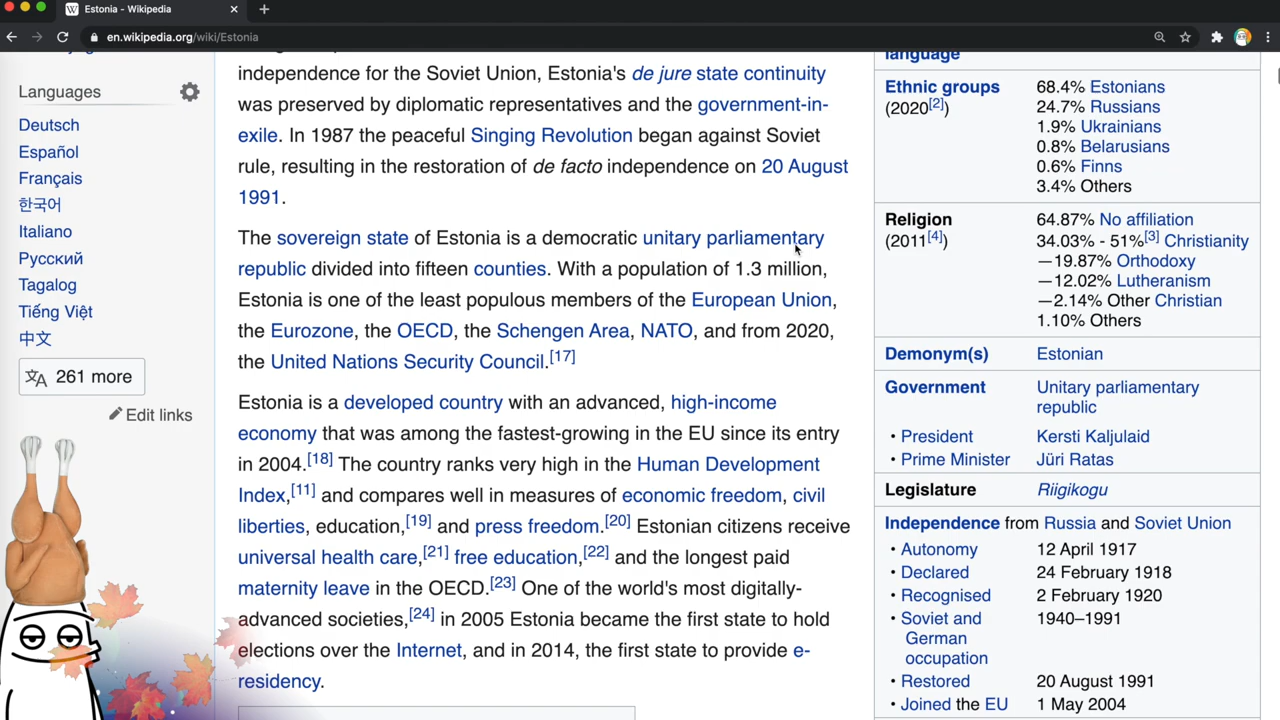 Estonia - Wikipedia
en.wikipedia.org/wiki/Estonia
Languages
Deutsch
Español
Français
한국어
Italiano
Русский
Tagalog
Tiếng Việt
中文
261 more
Edit links
independence for the Soviet Union, Estonia's de jure state continuity
was preserved by diplomatic representatives and the government-in-
exile. In 1987 the peaceful Singing Revolution began against Soviet
rule, resulting in the restoration of de facto independence on 20 August
1991.
The sovereign state of Estonia is a democratic unitary parliamentary
republic divided into fifteen counties. With a population of 1.3 million,
Estonia is one of the least populous members of the European Union,
the Eurozone, the OECD, the Schengen Area, NATO, and from 2020,
the United Nations Security Council.[17]
Estonia is a developed country with an advanced, high-income
economy that was among the fastest-growing in the EU since its entry
in 2004.[18] The country ranks very high in the Human Development
Index,[11] and compares well in measures of economic freedom, civil
liberties, education,[19] and press freedom.[20] Estonian citizens receive
universal health care,[21] free education,[22] and the longest paid
maternity leave in the OECD.[23] One of the world's most digitally-
advanced societies,[24] in 2005 Estonia became the first state to hold
elections over the Internet, and in 2014, the first state to provide e-
residency.
language
Ethnic groups 68.4% Estonians
(2020[2]) 24.7% Russians
1.9% Ukrainians
0.8% Belarusians
0.6% Finns
3.4% Others
Religion 64.87% No affiliation
(2011[4]) 34.03% - 51%[3] Christianity
—19.87% Orthodoxy
—12.02% Lutheranism
—2.14% Other Christian
1.10% Others
Demonym(s) Estonian
Government Unitary parliamentary
republic
• President Kersti Kaljulaid
• Prime Minister Jüri Ratas
Legislature Riigikogu
Independence from Russia and Soviet Union
• Autonomy 12 April 1917
• Declared 24 February 1918
• Recognised 2 February 1920
• Soviet and 1940–1991
German
occupation
• Restored 20 August 1991
• Joined the EU 1 May 2004